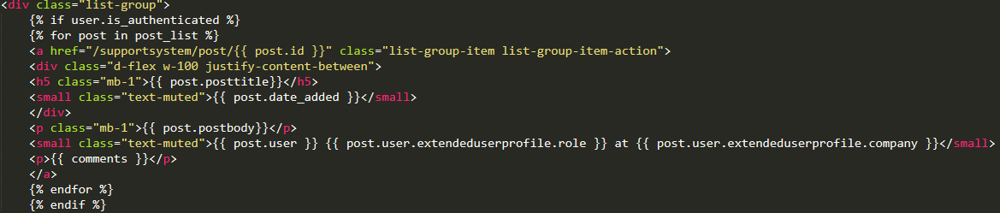 <div class="list-group">
{% if user.is_authenticated %}
{% for post in post_list %}
<a href="/supportsystem/post/{{ post.id }}" class="list-group-item list-group-item-action">
<div class="d-flex w-100 justify-content-between">
<h5 class="mb-1">{{ post.posttitle}}</h5>
<small class="text-muted">{{ post.date_added }}</small>
</div>
<p class="mb-1">{{ post.postbody}}</p>
<small class="text-muted">{{ post.user }} {{ post.user.extendeduserprofile.role }} at {{ post.user.extendeduserprofile.company }}</small>
<p>{{ comments }}</p>
</a>
{% endfor %}
{% endif %}